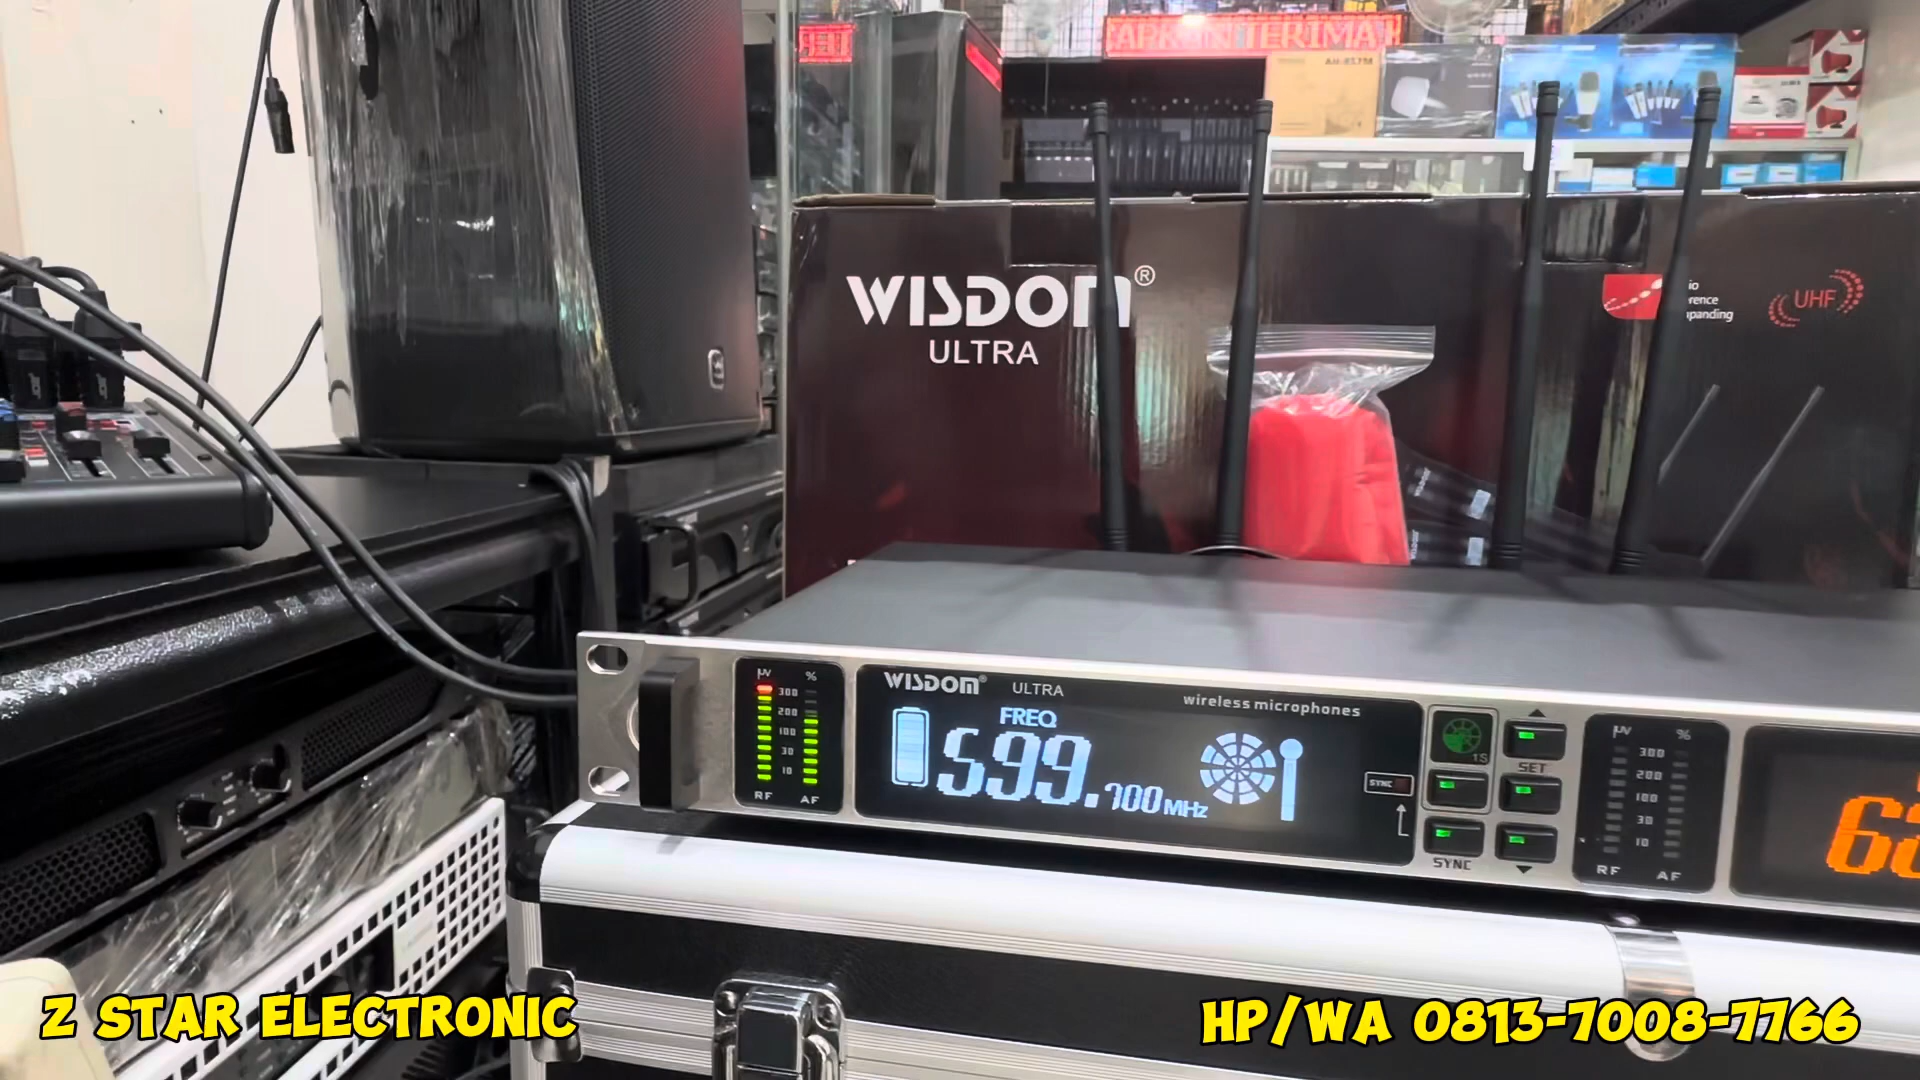 TERIMA
WISDOM®
ULTRA
UHF
µV %
300
200
100
30
10
RF AF
WISDOM®
ULTRA
wireless microphones
FREQ
599.700MHz
SYNC
1S
SET
SYNC
µV %
300
200
100
30
10
RF AF
Z STAR ELECTRONIC
HP/WA 0813-7008-7766